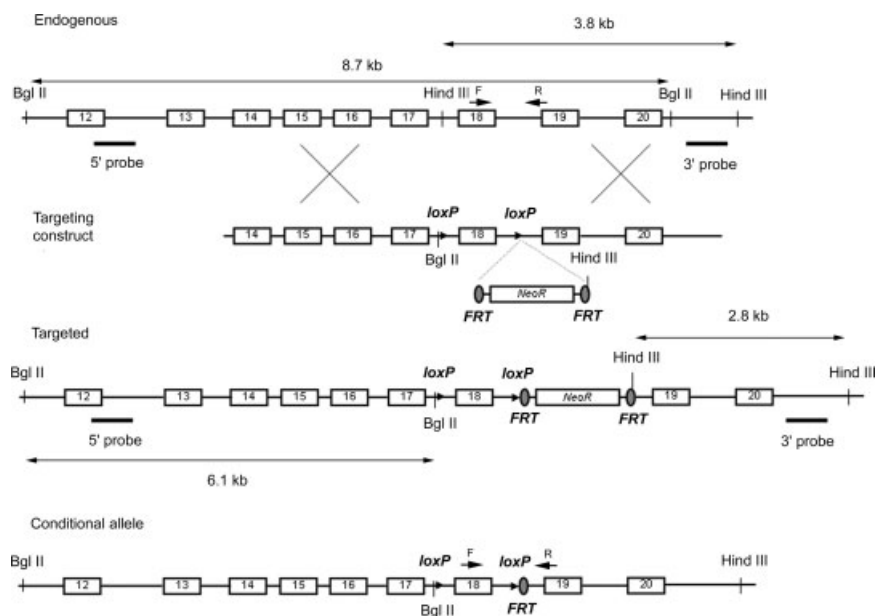 Endogenous
3.8 kb
8.7 kb
Bgl II
Hind III
F
R
Bgl II
Hind III
12
13
14
15
16
17
18
19
20
5' probe
3' probe
Targeting
construct
loxP
loxP
14
15
16
17
18
19
20
Bgl II
Hind III
NeoR
FRT
FRT
Targeted
2.8 kb
Bgl II
loxP
loxP
Hind III
Hind III
12
13
14
15
16
17
18
NeoR
19
20
5' probe
Bgl II
FRT
FRT
3' probe
6.1 kb
Conditional allele
Bgl II
loxP
F
loxP
R
Hind III
12
13
14
15
16
17
18
19
20
Bgl II
FRT